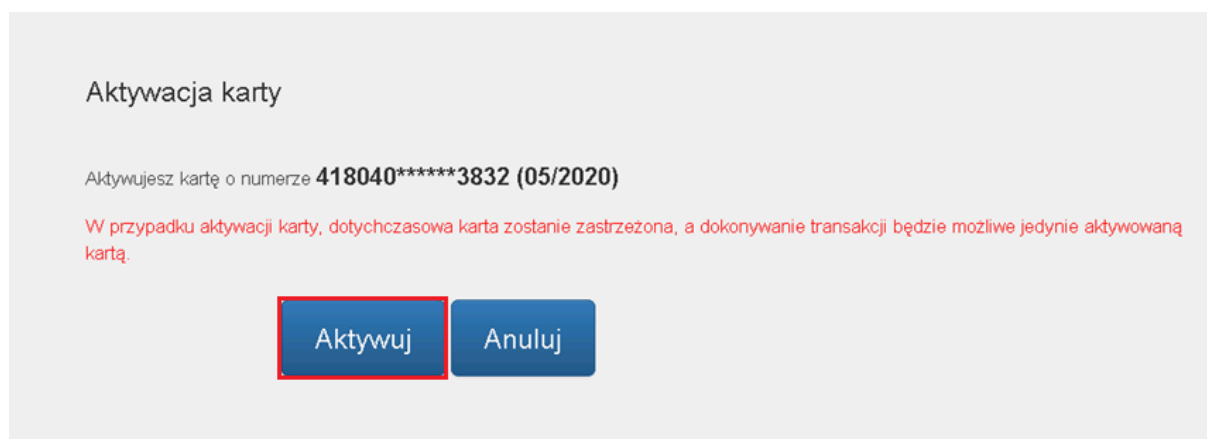 Aktywacja karty
Aktywujesz kartę o numerze 418040******3832 (05/2020)
W przypadku aktywacji karty, dotychczasowa karta zostanie zastrzeżona, a dokonywanie transakcji będzie możliwe jedynie aktywowaną
kartą.
Aktywuj Anuluj